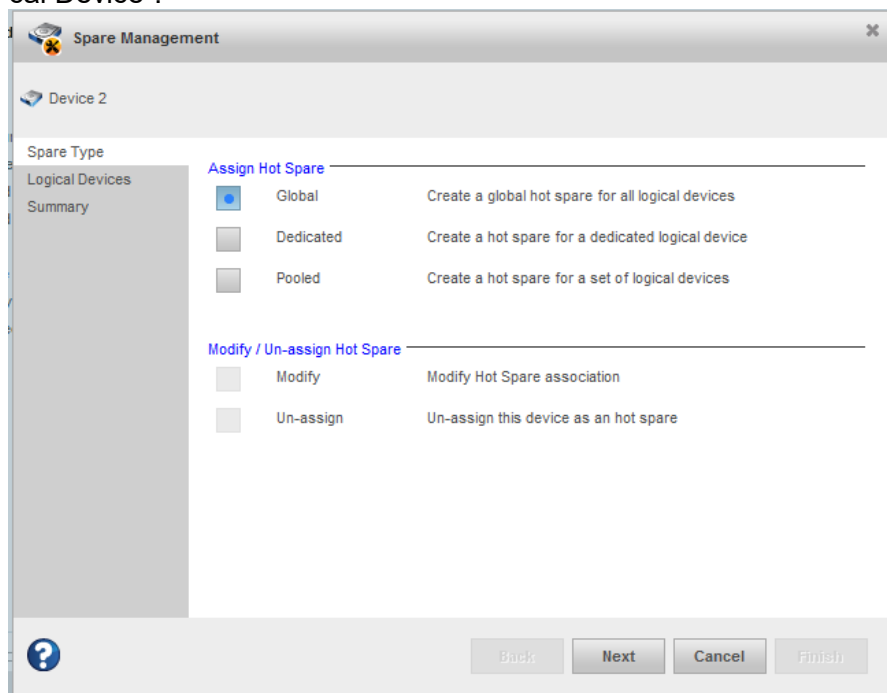 cal Device".
Spare Management
Device 2
Spare Type
Logical Devices
Summary
Assign Hot Spare
Global Create a global hot spare for all logical devices
Dedicated Create a hot spare for a dedicated logical device
Pooled Create a hot spare for a set of logical devices
Modify / Un-assign Hot Spare
Modify Modify Hot Spare association
Un-assign Un-assign this device as an hot spare
? Back Next Cancel Finish